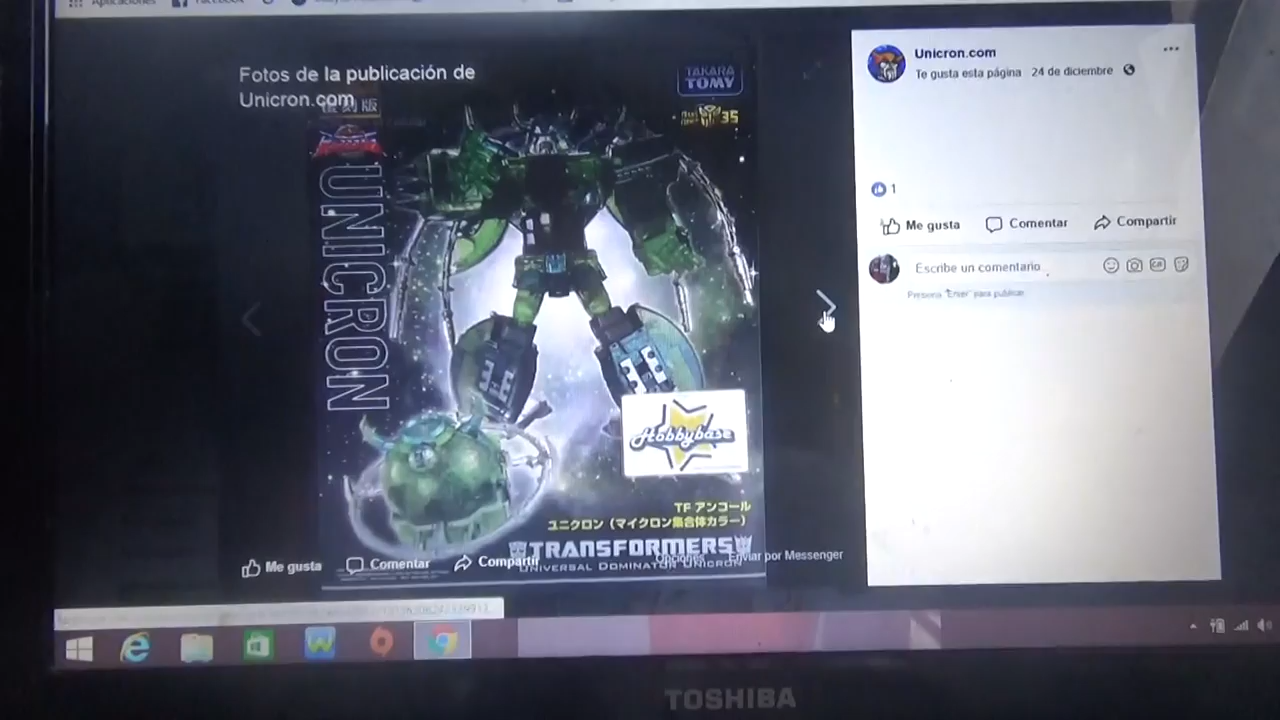 Aplicaciones
Facebook
Fotos de la publicación de
Unicron.com
TAKARA
TOMY
35
UNICRON
Hobbybase
TF アンコール
ユニクロン（マイクロン集合体カラー）
TRANSFORMERS
UNIVERSAL DOMINATOR UNICRON
Me gusta
Comentar
Compartir
Opciones
Enviar por Messenger
Unicron.com
Te gusta esta página 24 de diciembre
1
Me gusta
Comentar
Compartir
Escribe un comentario
Presiona "Enter" para publicar.
TOSHIBA